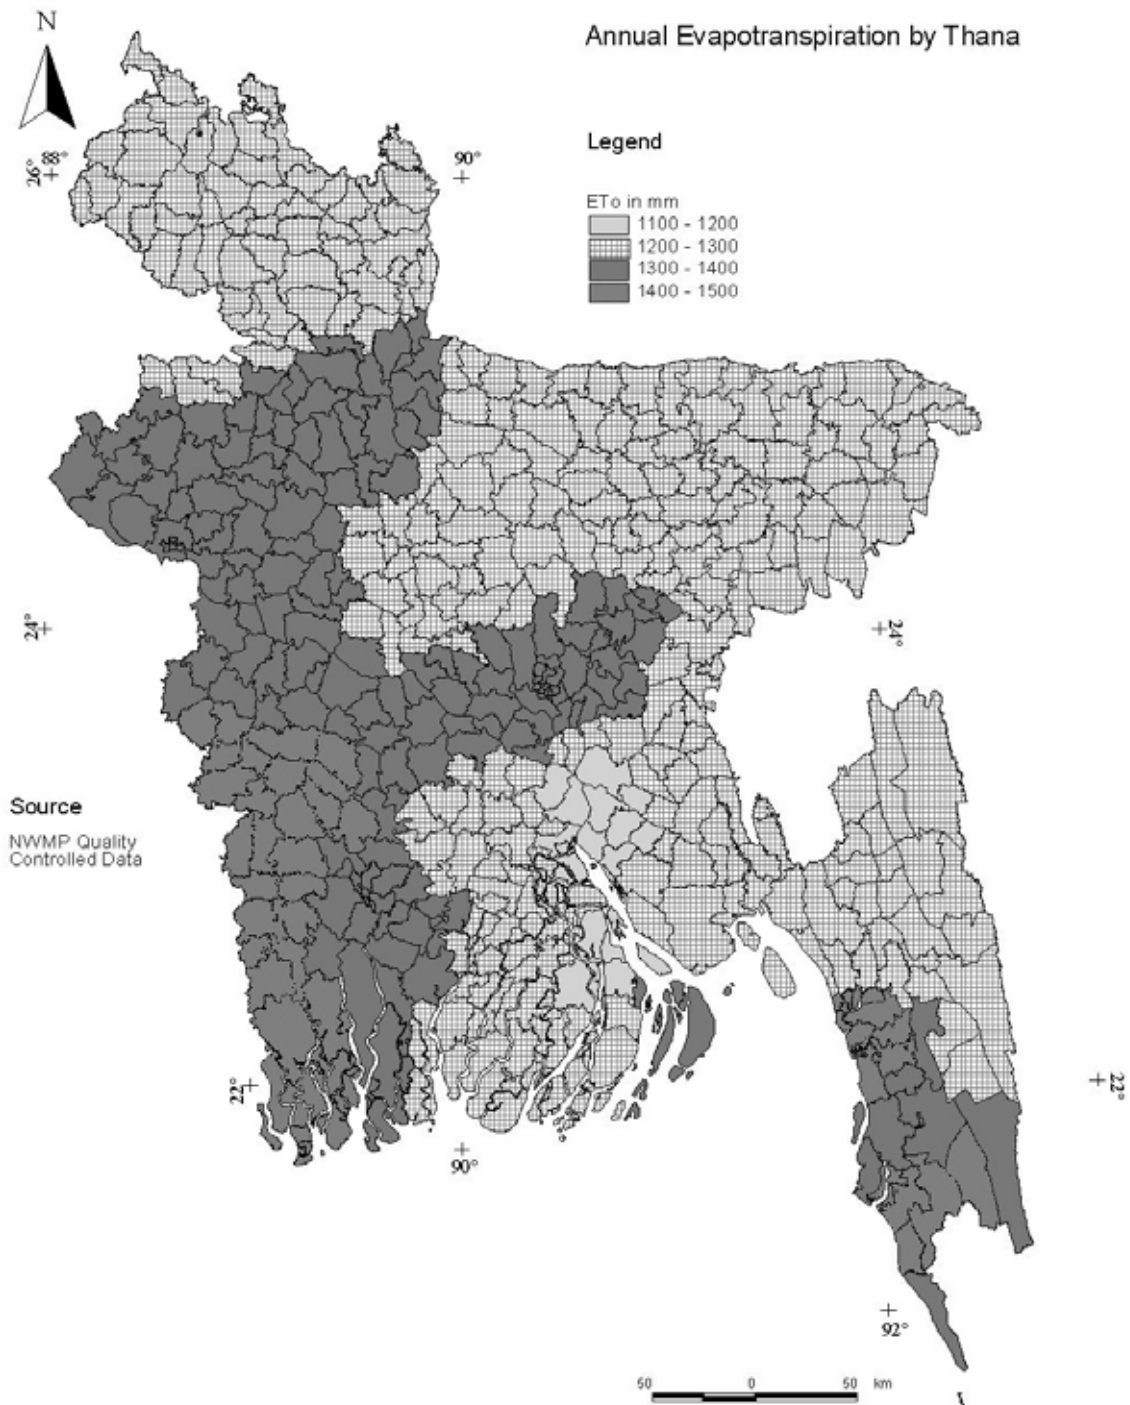 N
Annual Evapotranspiration by Thana
Legend
26° 88°
90°
ETo in mm
1100 - 1200
1200 - 1300
1300 - 1400
1400 - 1500
24°
24°
Source
NWMP Quality
Controlled Data
22°
22°
90°
92°
50 0 50 km